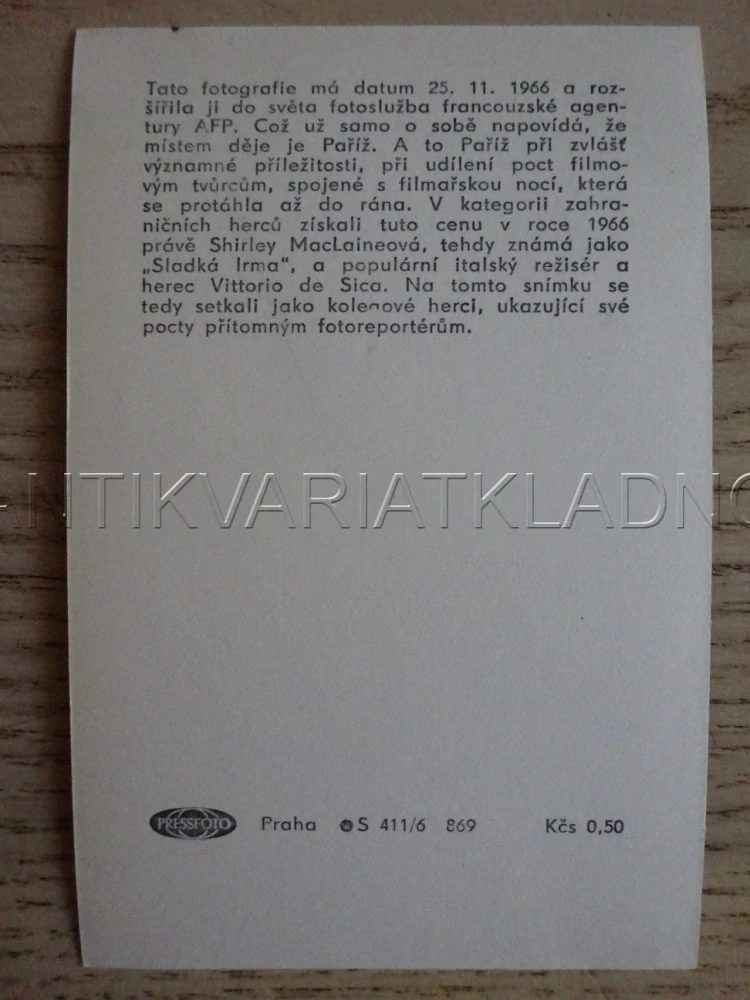 Tato fotografie má datum 25. 11. 1966 a roz-
šířila ji do světa fotoslužba francouzské agen-
tury AFP. Což už samo o sobě napovídá, že
místem děje je Paříž. A to Paříž při zvlášť
významné příležitosti, při udílení poct filmo-
vým tvůrcům, spojené s filmařskou nocí, která
se protáhla až do rána. V kategorii zahra-
ničních herců získali tuto cenu v roce 1966
právě Shirley MacLaineová, tehdy známá jako
„Sladká Irma“, a populární italský režisér a
herec Vittorio de Sica. Na tomto snímku se
tedy setkali jako kolegové herci, ukazující své
pocty přítomným fotoreportérům.
ANTIKVARIATKLADNO
PRESSFOTO Praha S 411/6 869 Kčs 0,50